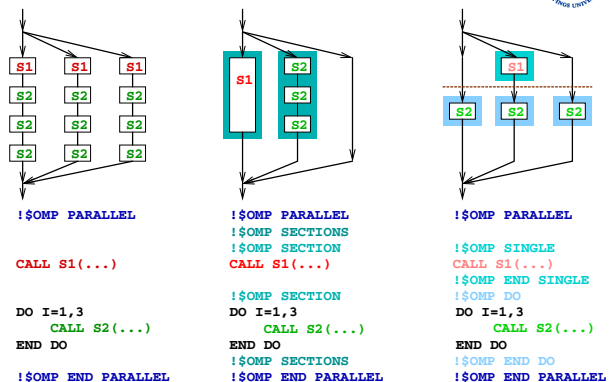 TINGS UNIV
S1 S1 S1
S2 S2 S2
S2 S2 S2
S2 S2 S2
!$OMP PARALLEL
CALL S1(...)
DO I=1,3
CALL S2(...)
END DO
!$OMP END PARALLEL
S1
S2
S2
S2
!$OMP PARALLEL
!$OMP SECTIONS
!$OMP SECTION
CALL S1(...)
!$OMP SECTION
DO I=1,3
CALL S2(...)
END DO
!$OMP SECTIONS
!$OMP END PARALLEL
S1
S2 S2 S2
!$OMP PARALLEL
!$OMP SINGLE
CALL S1(...)
!$OMP END SINGLE
!$OMP DO
DO I=1,3
CALL S2(...)
END DO
!$OMP END DO
!$OMP END PARALLEL